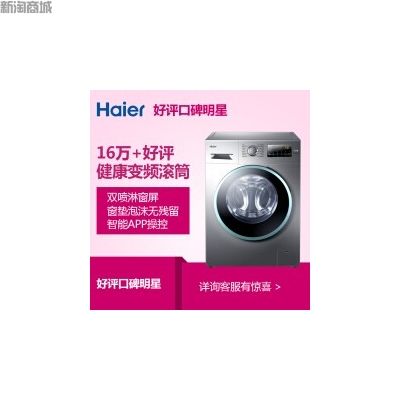 新淘商城
Haier 好评口碑明星
16万+好评
健康变频滚筒
双喷淋窗屏
窗垫泡沫无残留
智能APP操控
Haier
好评口碑明星
详询客服有惊喜 >